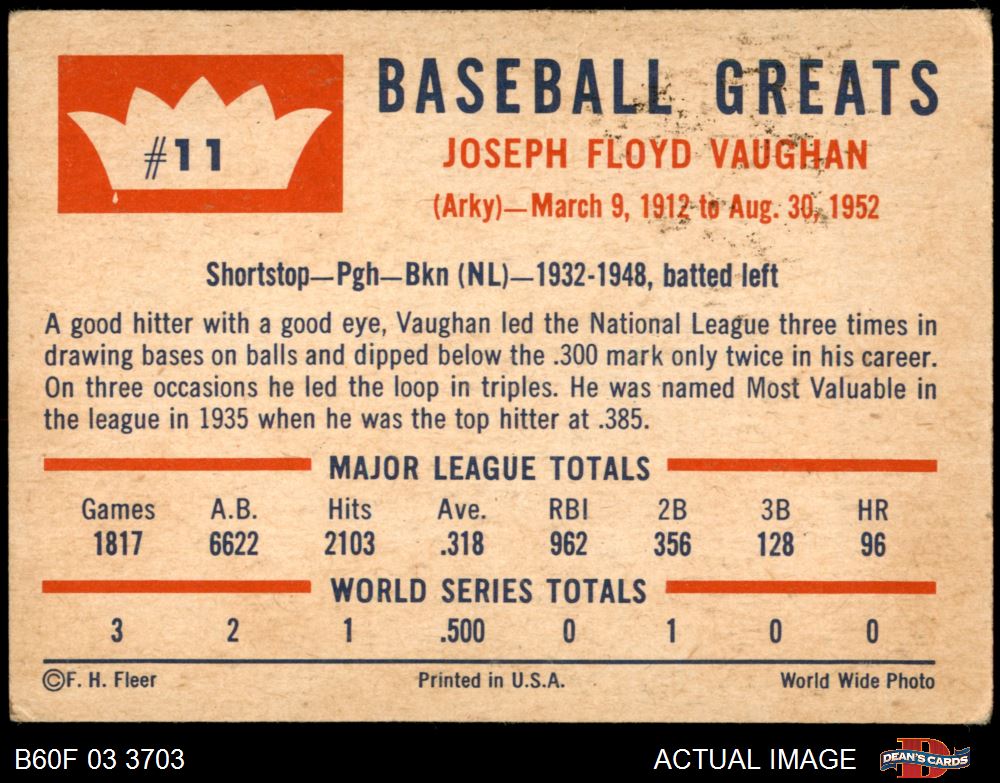 #11
BASEBALL GREATS
JOSEPH FLOYD VAUGHAN
(Arky)—March 9, 1912 to Aug. 30, 1952
Shortstop—Pgh—Bkn (NL)—1932-1948, batted left
A good hitter with a good eye, Vaughan led the National League three times in
drawing bases on balls and dipped below the .300 mark only twice in his career.
On three occasions he led the loop in triples. He was named Most Valuable in
the league in 1935 when he was the top hitter at .385.
MAJOR LEAGUE TOTALS
Games A.B. Hits Ave. RBI 2B 3B HR
1817 6622 2103 .318 962 356 128 96
WORLD SERIES TOTALS
3 2 1 .500 0 1 0 0
©F. H. Fleer Printed in U.S.A. World Wide Photo
B60F 03 3703 ACTUAL IMAGE DEAN'S CARDS